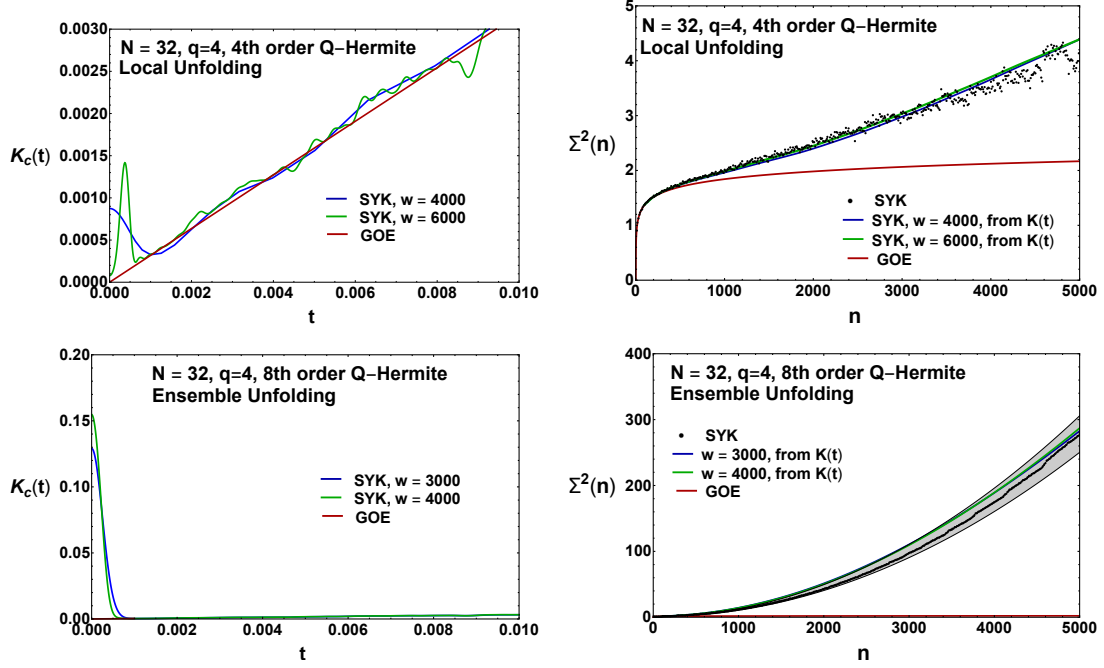 N = 32, q=4, 4th order Q-Hermite
Local Unfolding
0.0030
0.0025
0.0020
0.0015
0.0010
0.0005
0.0000
Kc(t)
SYK, w = 4000
SYK, w = 6000
GOE
0.000
0.002
0.004
0.006
0.008
0.010
t
N = 32, q=4, 4th order Q-Hermite
Local Unfolding
5
4
3
2
1
0
Σ²(n)
SYK
SYK, w = 4000, from K(t)
SYK, w = 6000, from K(t)
GOE
0
1000
2000
3000
4000
5000
n
N = 32, q=4, 8th order Q-Hermite
Ensemble Unfolding
0.20
0.15
0.10
0.05
0.00
Kc(t)
SYK, w = 3000
SYK, w = 4000
GOE
0.000
0.002
0.004
0.006
0.008
0.010
t
N = 32, q=4, 8th order Q-Hermite
Ensemble Unfolding
400
300
200
100
0
Σ²(n)
SYK
w = 3000, from K(t)
w = 4000, from K(t)
GOE
0
1000
2000
3000
4000
5000
n